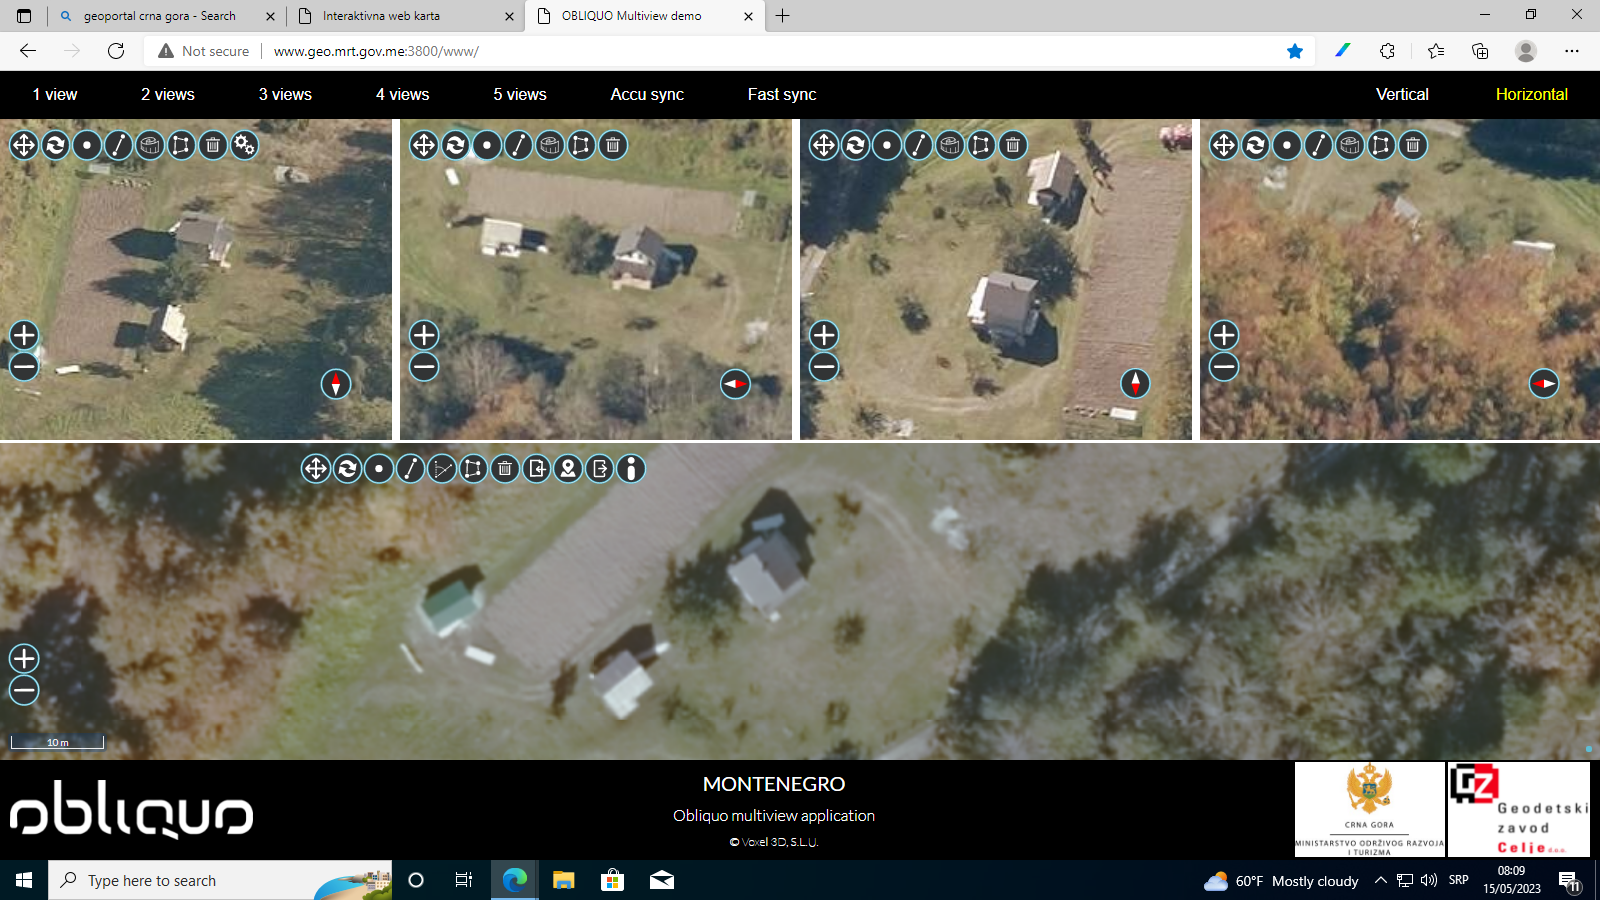 geoportal crna gora - Search
Interaktivna web karta
OBLIQUO Multiview demo
Not secure
www.geo.mrt.gov.me:3800/www/
1 view
2 views
3 views
4 views
5 views
Accu sync
Fast sync
Vertical
Horizontal
10 m
obliquo
MONTENEGRO
Obliquo multiview application
© Voxel 3D, S.L.U.
CRNA GORA
MINISTARSTVO ODRŽIVOG RAZVOJA
I TURIZMA
GZ
Geodetski
zavod
Celje d.o.o.
Type here to search
60°F Mostly cloudy
SRP
08:09
15/05/2023
11